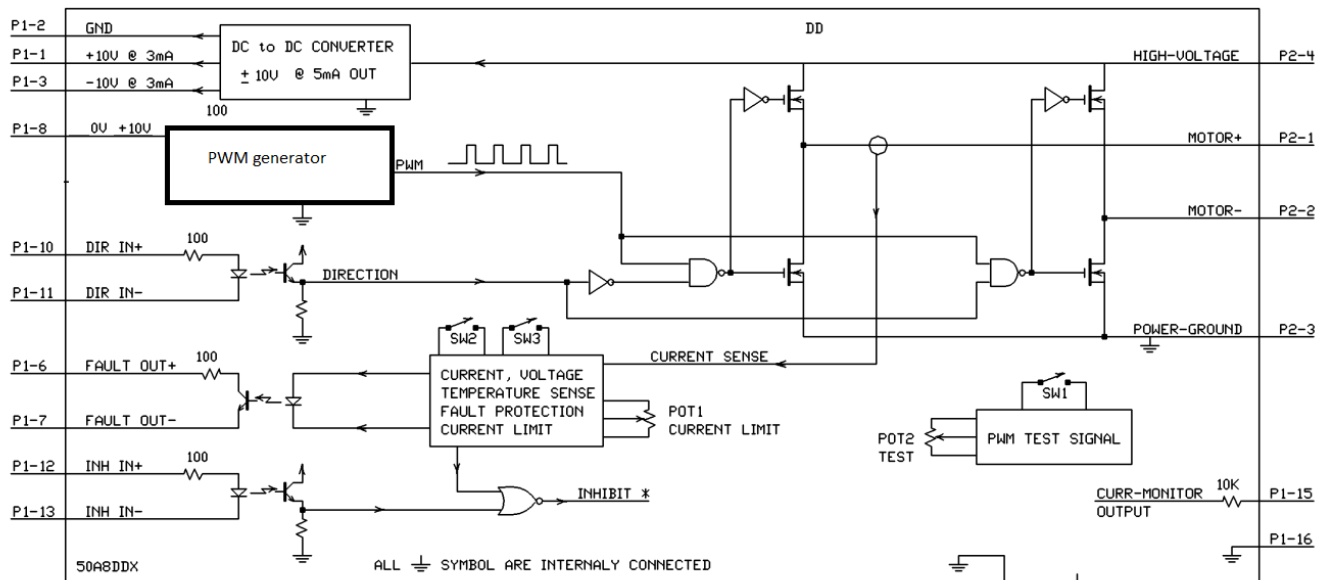 P1-2 GND
P1-1 +10V @ 3mA
P1-3 -10V @ 3mA
DC to DC CONVERTER
± 10V @ 5mA OUT
DD
HIGH-VOLTAGE P2-4
100
P1-8 0V +10V
PWM generator
PWM
MOTOR+ P2-1
MOTOR- P2-2
P1-10 DIR IN+ 100
P1-11 DIR IN-
DIRECTION
POWER-GROUND P2-3
SW2 SW3
CURRENT SENSE
P1-6 FAULT OUT+ 100
P1-7 FAULT OUT-
CURRENT, VOLTAGE
TEMPERATURE SENSE
FAULT PROTECTION
CURRENT LIMIT
POT1
CURRENT LIMIT
SW1
POT2
TEST
PWM TEST SIGNAL
P1-12 INH IN+ 100
P1-13 INH IN-
INHIBIT *
CURR-MONITOR
OUTPUT
10K
P1-15
P1-16
50A8DDX
ALL ⏚ SYMBOL ARE INTERNALY CONNECTED